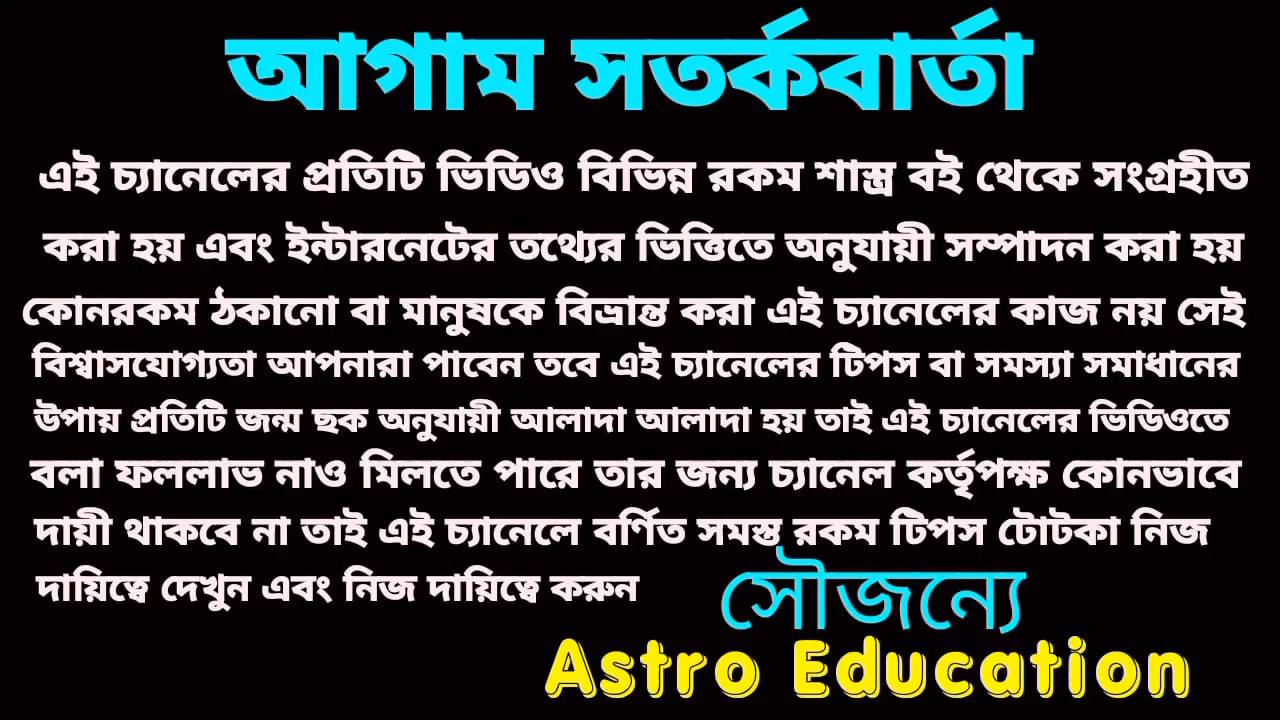 আগাম সতর্কবার্তা
এই চ্যানেলের প্রতিটি ভিডিও বিভিন্ন রকম শাস্ত্র বই থেকে সংগ্রহীত
করা হয় এবং ইন্টারনেটের তথ্যের ভিত্তিতে অনুযায়ী সম্পাদন করা হয়
কোনরকম ঠকানো বা মানুষকে বিভ্রান্ত করা এই চ্যানেলের কাজ নয় সেই
বিশ্বাসযোগ্যতা আপনারা পাবেন তবে এই চ্যানেলের টিপস বা সমস্যা সমাধানের
উপায় প্রতিটি জন্ম ছক অনুযায়ী আলাদা আলাদা হয় তাই এই চ্যানেলের ভিডিওতে
বলা ফললাভ নাও মিলতে পারে তার জন্য চ্যানেল কর্তৃপক্ষ কোনভাবে
দায়ী থাকবে না তাই এই চ্যানেলে বর্ণিত সমস্ত রকম টিপস টোটকা নিজ
দায়িত্বে দেখুন এবং নিজ দায়িত্বে করুন
সৌজন্যে
Astro Education